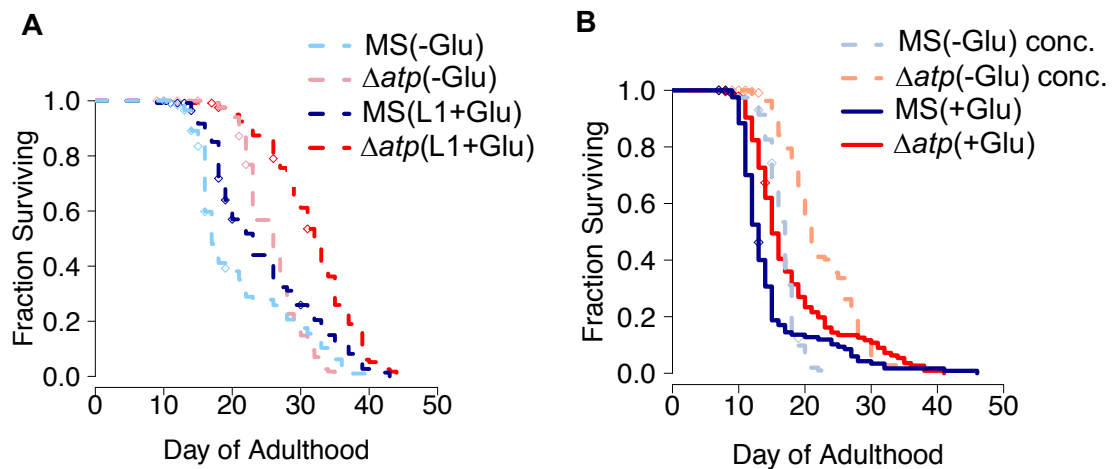 A
MS(-Glu)
Δatp(-Glu)
MS(L1+Glu)
Δatp(L1+Glu)
Fraction Surviving
1.0
0.8
0.6
0.4
0.2
0.0
0 10 20 30 40 50
Day of Adulthood
B
MS(-Glu) conc.
Δatp(-Glu) conc.
MS(+Glu)
Δatp(+Glu)
Fraction Surviving
1.0
0.8
0.6
0.4
0.2
0.0
0 10 20 30 40 50
Day of Adulthood